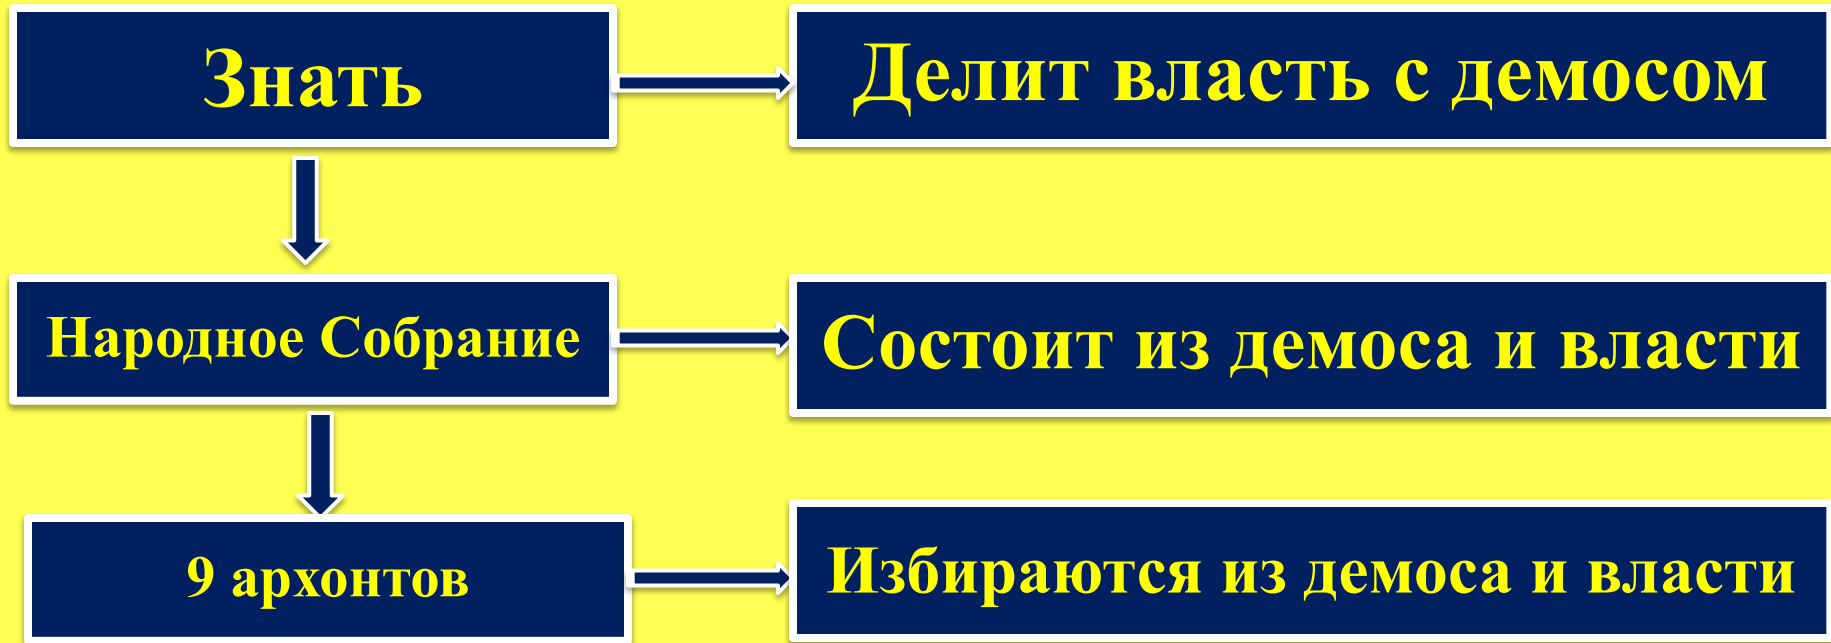 Знать
Делит власть с демосом
Народное Собрание
Состоит из демоса и власти
9 архонтов
Избираются из демоса и власти